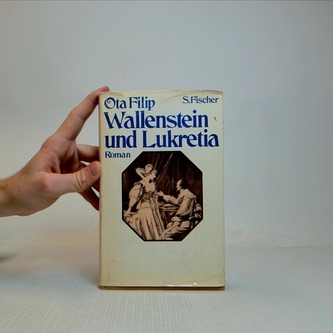 Ota Filip S. Fischer
Wallenstein
und Lukretia
Roman